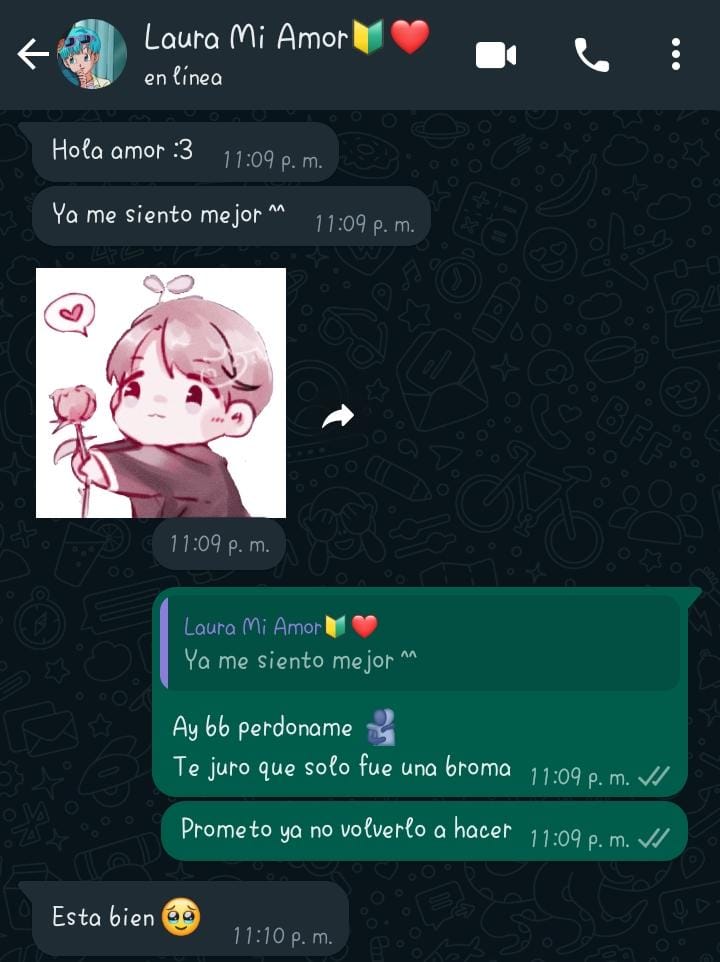 Laura Mi Amor🔰❤️
en línea
Hola amor :3 11:09 p. m.
Ya me siento mejor ^^ 11:09 p. m.
11:09 p. m.
Laura Mi Amor🔰❤️
Ya me siento mejor ^^
Ay bb perdoname 🫂
Te juro que solo fue una broma 11:09 p. m.
Prometo ya no volverlo a hacer 11:09 p. m.
Esta bien 🥹 11:10 p. m.